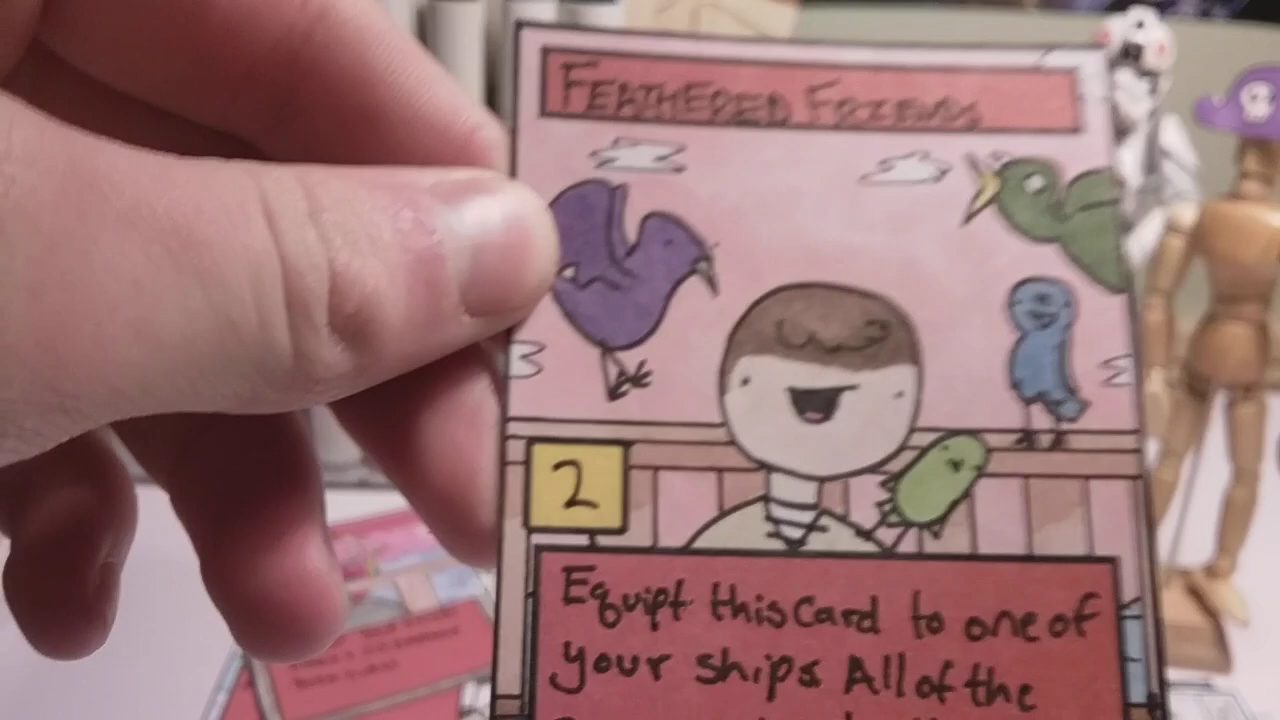 FEATHERED FRIENDS
2
Equipt this Card to one of
your ships All of the